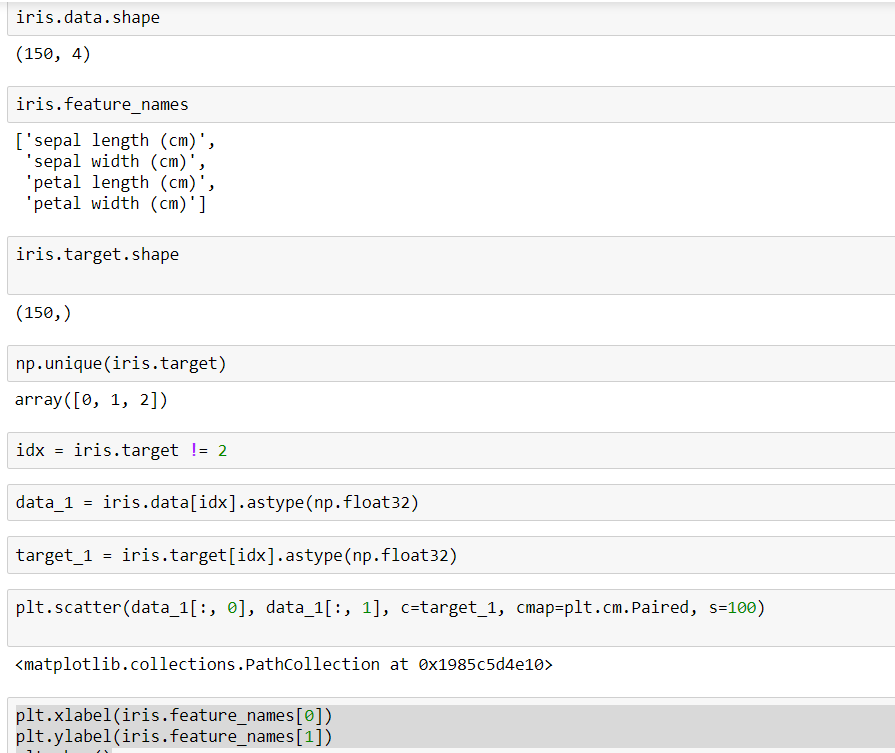 iris.data.shape
(150, 4)
iris.feature_names
['sepal length (cm)',
 'sepal width (cm)',
 'petal length (cm)',
 'petal width (cm)']
iris.target.shape
(150,)
np.unique(iris.target)
array([0, 1, 2])
idx = iris.target != 2
data_1 = iris.data[idx].astype(np.float32)
target_1 = iris.target[idx].astype(np.float32)
plt.scatter(data_1[:, 0], data_1[:, 1], c=target_1, cmap=plt.cm.Paired, s=100)
<matplotlib.collections.PathCollection at 0x1985c5d4e10>
plt.xlabel(iris.feature_names[0])
plt.ylabel(iris.feature_names[1])